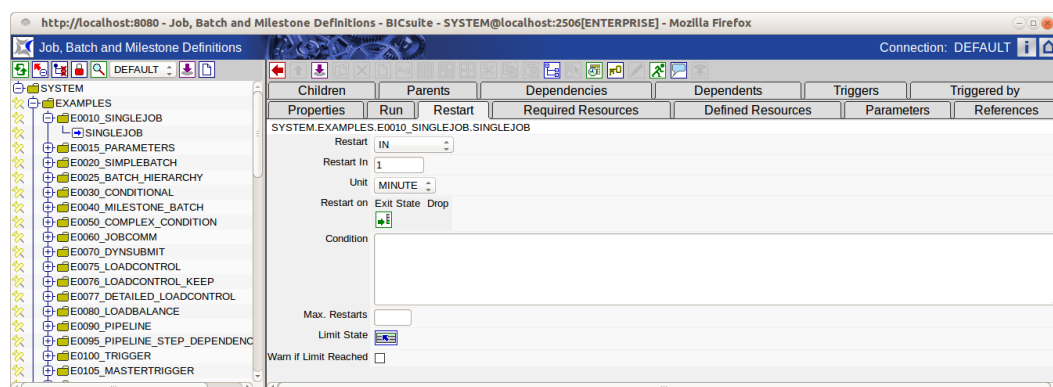 http://localhost:8080 - Job, Batch and Milestone Definitions - BICsuite - SYSTEM@localhost:2506[ENTERPRISE] - Mozilla Firefox
Job, Batch and Milestone Definitions
Connection: DEFAULT
DEFAULT
SYSTEM
EXAMPLES
E0010_SINGLEJOB
SINGLEJOB
E0015_PARAMETERS
E0020_SIMPLEBATCH
E0025_BATCH_HIERARCHY
E0030_CONDITIONAL
E0040_MILESTONE_BATCH
E0050_COMPLEX_CONDITION
E0060_JOBCOMM
E0070_DYNSUBMIT
E0075_LOADCONTROL
E0076_LOADCONTROL_KEEP
E0077_DETAILED_LOADCONTROL
E0080_LOADBALANCE
E0090_PIPELINE
E0095_PIPELINE_STEP_DEPENDENC
E0100_TRIGGER
E0105_MASTERTRIGGER
Children Parents Dependencies Dependents Triggers Triggered by
Properties Run Restart Required Resources Defined Resources Parameters References
SYSTEM.EXAMPLES.E0010_SINGLEJOB.SINGLEJOB
Restart IN
Restart In 1
Unit MINUTE
Restart on Exit State Drop
Condition
Max. Restarts
Limit State
Warn if Limit Reached